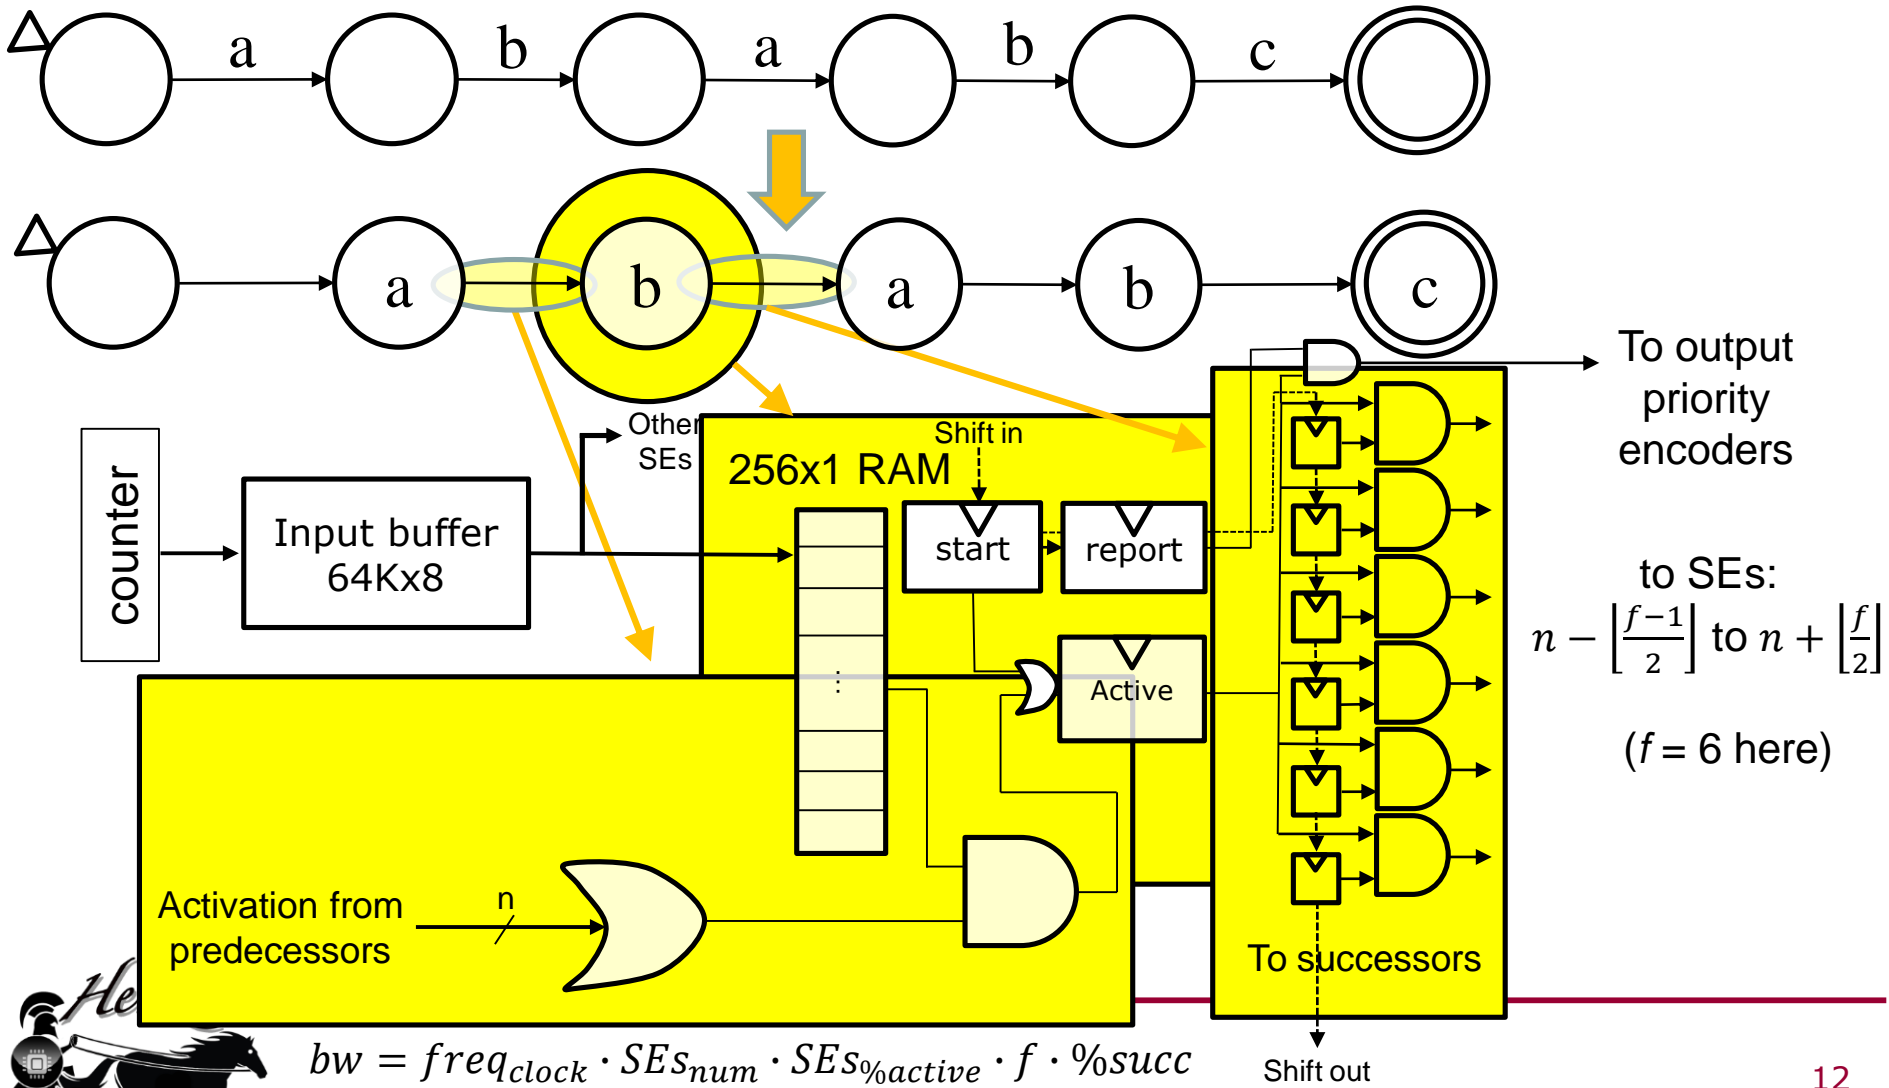 a b a b c
a b a b c
To output
priority
encoders
Other
SEs
Shift in
256x1 RAM
counter
Input buffer
64Kx8
start
report
to SEs:
n − ⌊(f−1)/2⌋ to n + ⌊f/2⌋
⋮
Active
(f = 6 here)
Activation from
predecessors
n
To successors
He
bw = freq_clock · SEs_num · SEs_%active · f · %succ
Shift out
12